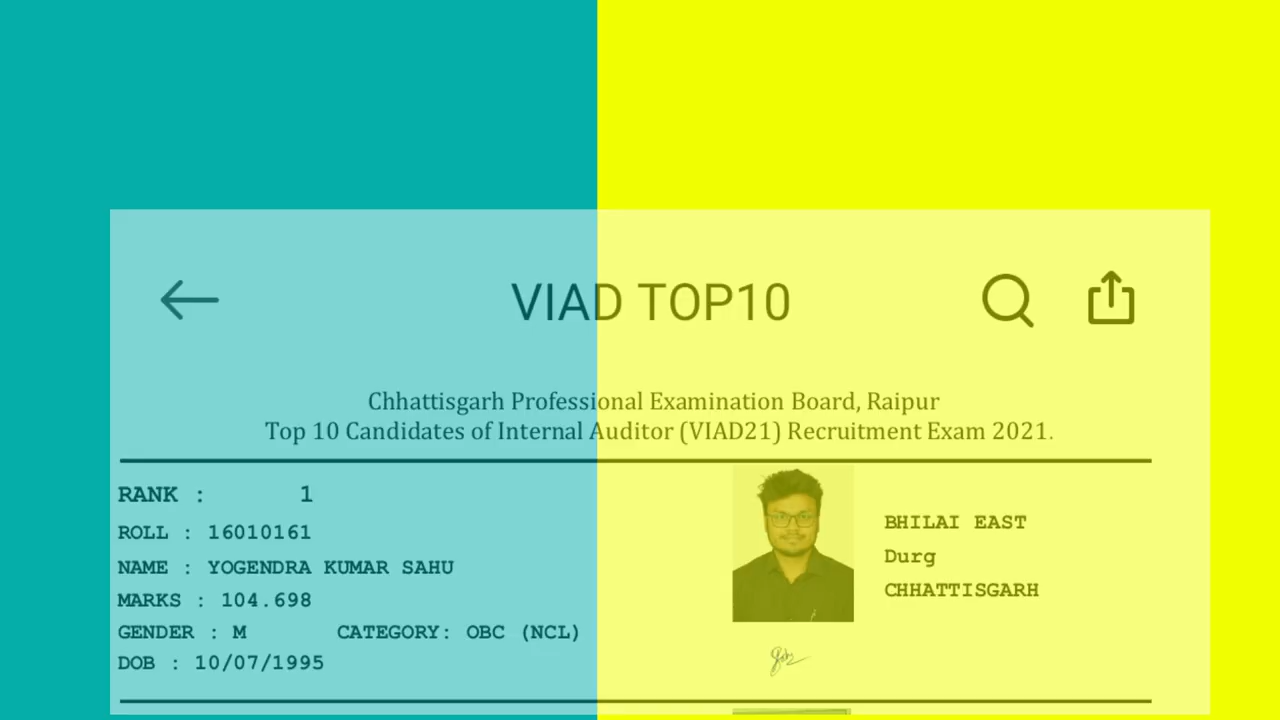 VIAD TOP10
Chhattisgarh Professional Examination Board, Raipur
Top 10 Candidates of Internal Auditor (VIAD21) Recruitment Exam 2021.
RANK : 1
ROLL : 16010161
NAME : YOGENDRA KUMAR SAHU
MARKS : 104.698
GENDER : M CATEGORY: OBC (NCL)
DOB : 10/07/1995
BHILAI EAST
Durg
CHHATTISGARH